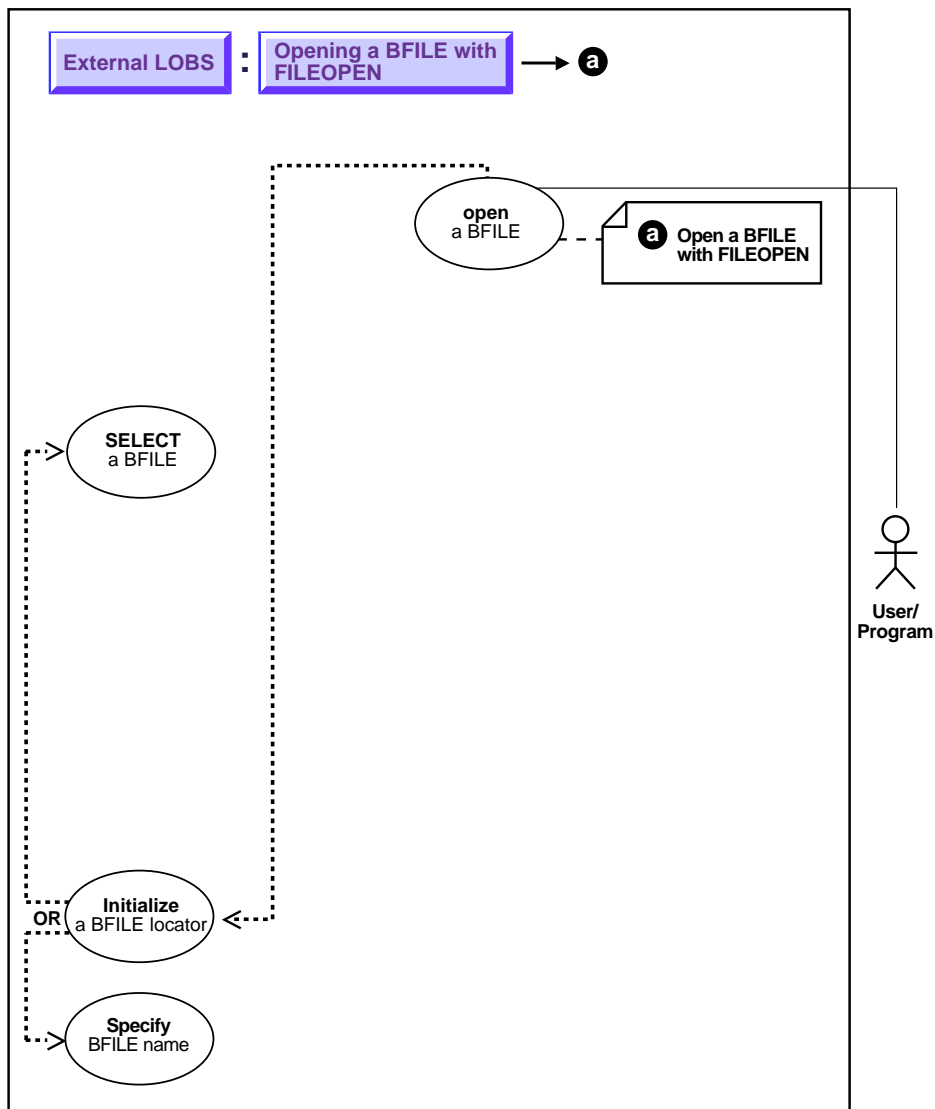 External LOBS : Opening a BFILE with
FILEOPEN
a
open
a BFILE
a Open a BFILE
with FILEOPEN
SELECT
a BFILE
User/
Program
Initialize
OR a BFILE locator
Specify
BFILE name